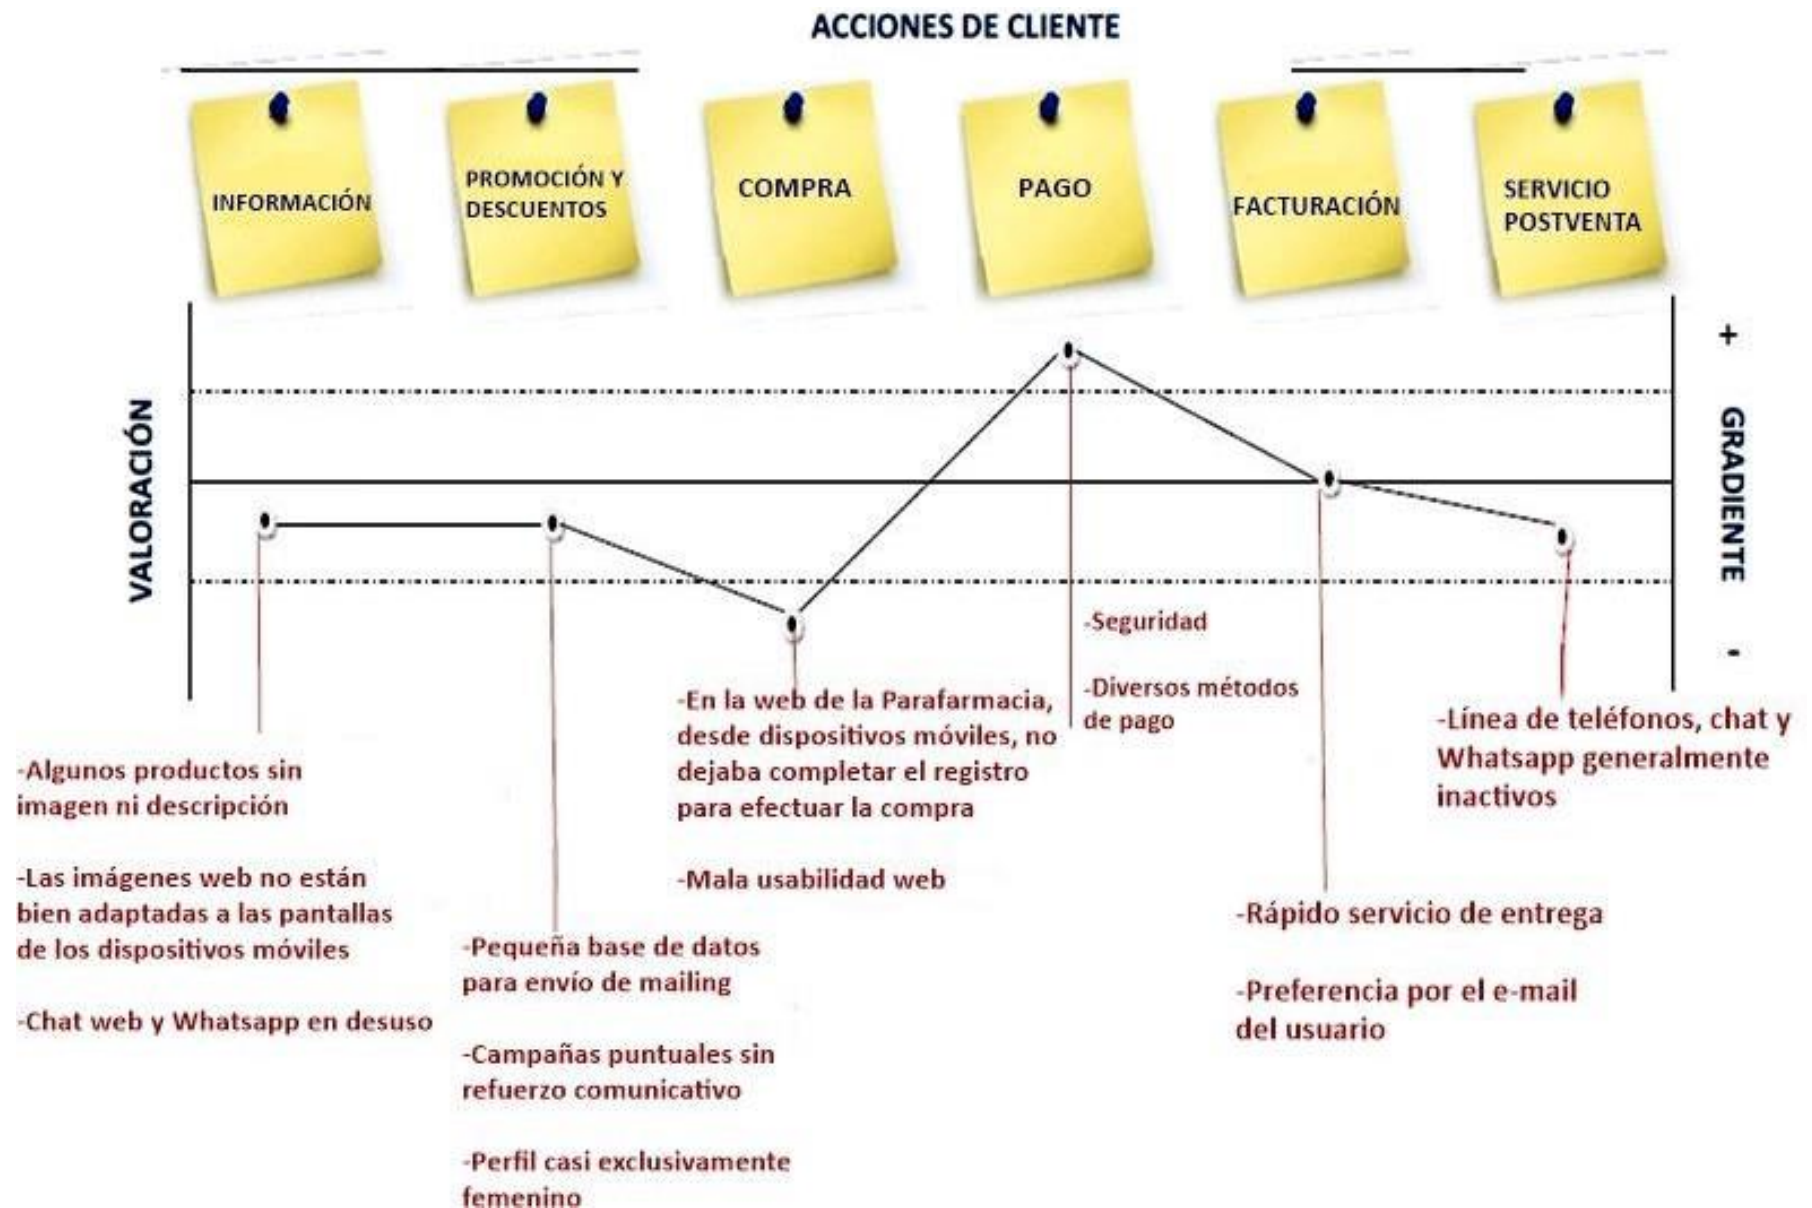 ACCIONES DE CLIENTE
INFORMACIÓN
PROMOCIÓN Y
DESCUENTOS
COMPRA
PAGO
FACTURACIÓN
SERVICIO
POSTVENTA
VALORACIÓN
+
GRADIENTE
-
-Algunos productos sin
imagen ni descripción
-Las imágenes web no están
bien adaptadas a las pantallas
de los dispositivos móviles
-Chat web y Whatsapp en desuso
-Pequeña base de datos
para envío de mailing
-Campañas puntuales sin
refuerzo comunicativo
-Perfil casi exclusivamente
femenino
-En la web de la Parafarmacia,
desde dispositivos móviles, no
dejaba completar el registro
para efectuar la compra
-Mala usabilidad web
-Seguridad
-Diversos métodos
de pago
-Rápido servicio de entrega
-Preferencia por el e-mail
del usuario
-Línea de teléfonos, chat y
Whatsapp generalmente
inactivos